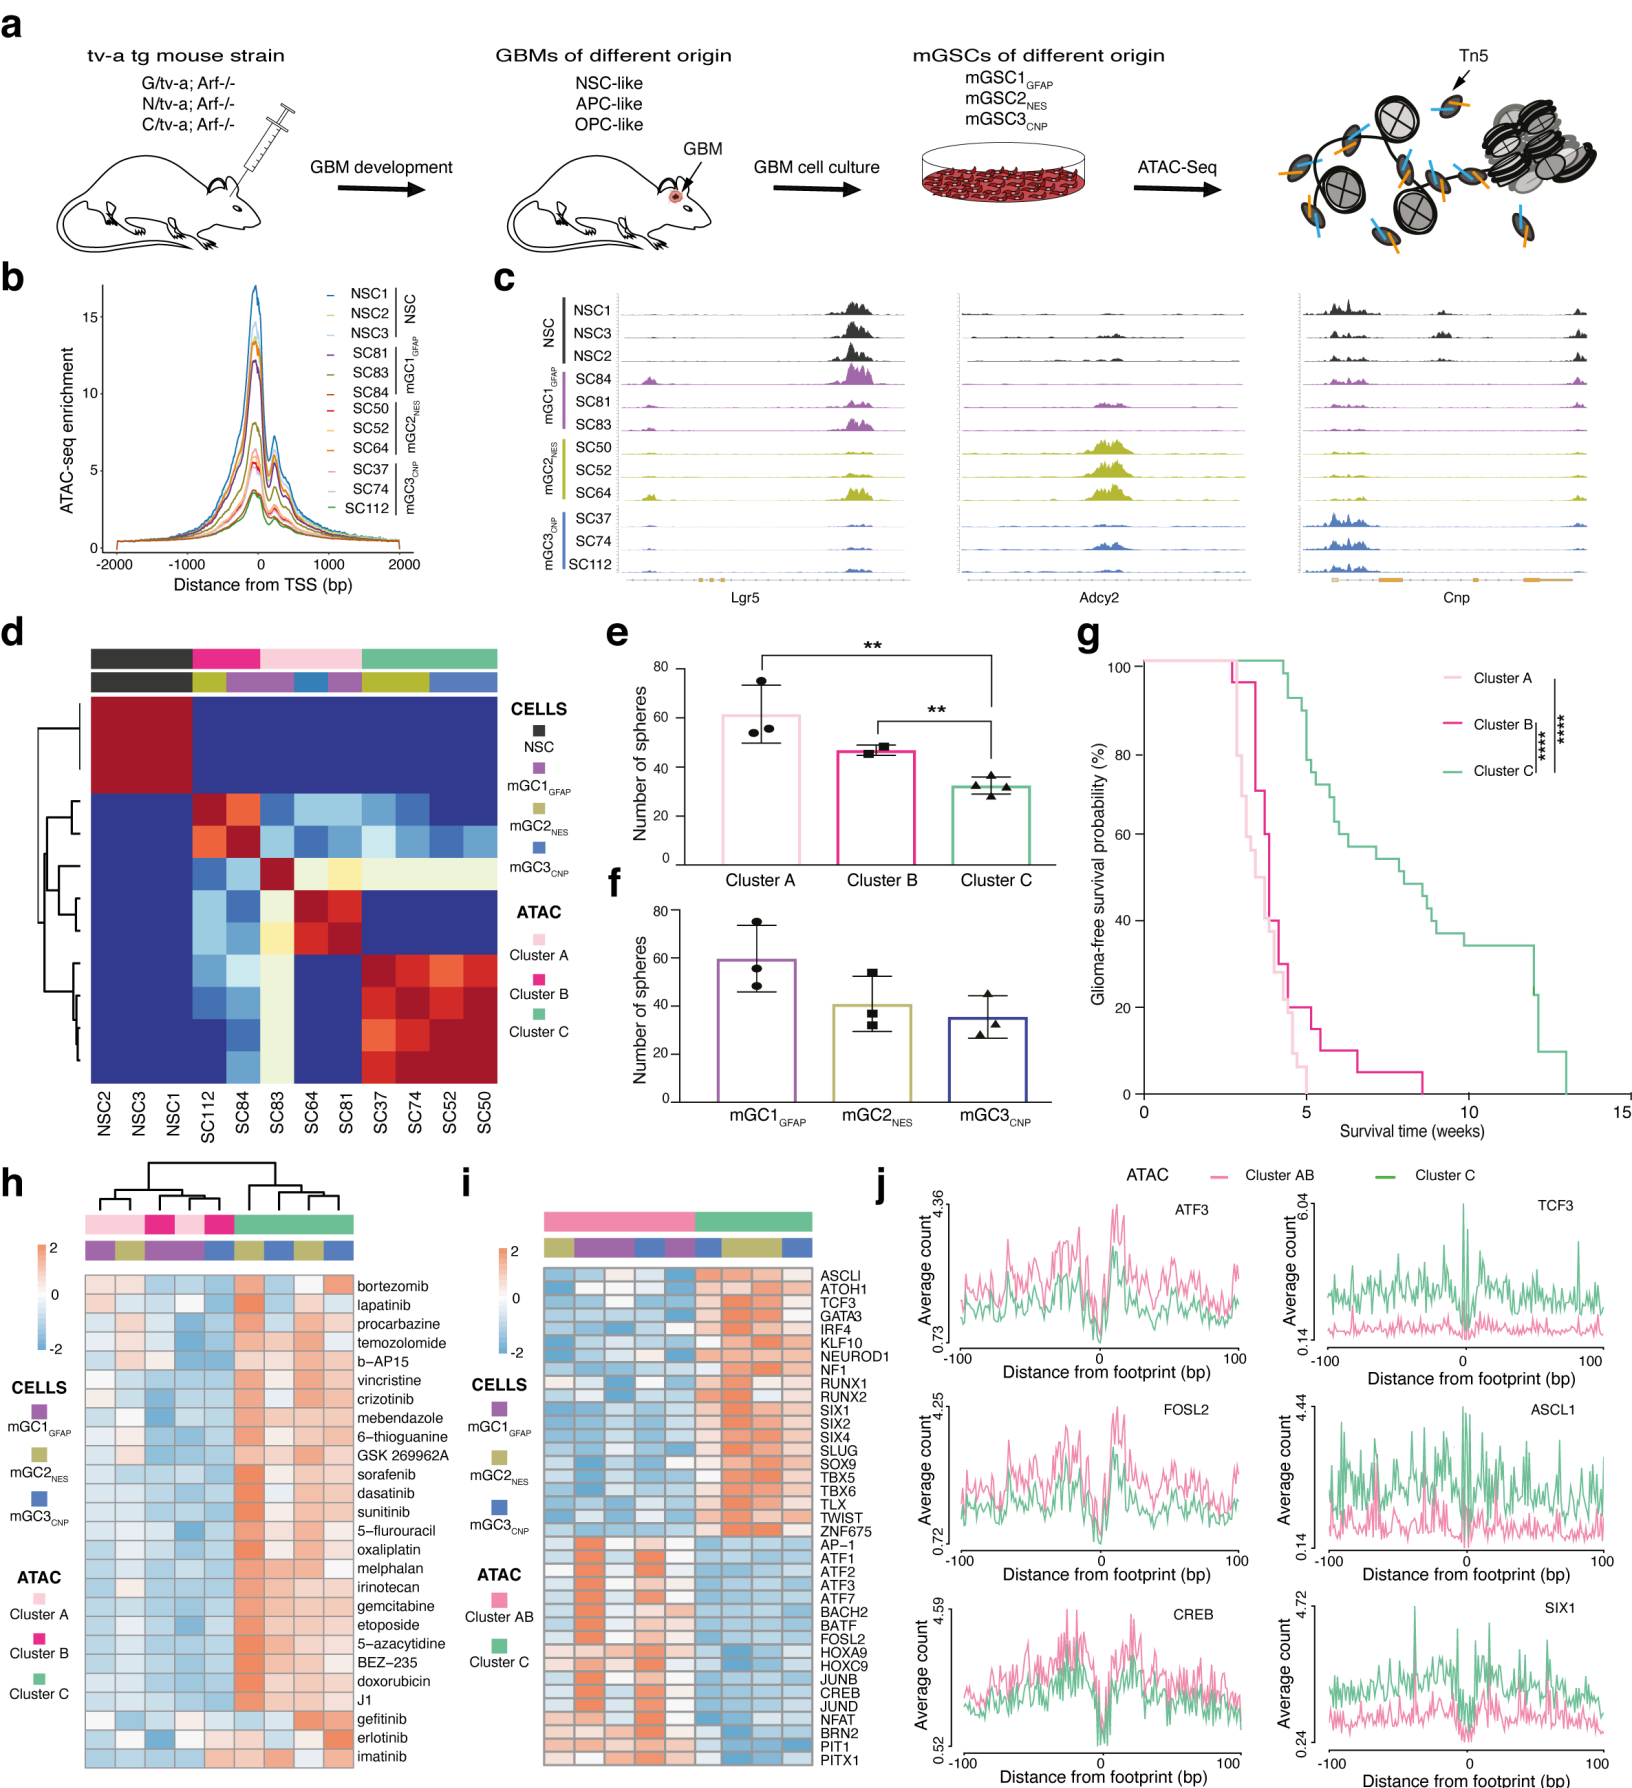 a
tv-a tg mouse strain
G/tv-a; Arf-/-
N/tv-a; Arf-/-
C/tv-a; Arf-/-
GBM development
GBMs of different origin
NSC-like
APC-like
OPC-like
GBM
GBM cell culture
mGSCs of different origin
mGSC1GFAP
mGSC2NES
mGSC3CNP
ATAC-Seq
Tn5
b
ATAC-seq enrichment
15
10
5
0
-2000
-1000
0
1000
2000
Distance from TSS (bp)
NSC1
NSC2
NSC3
SC81
SC83
SC84
SC50
SC52
SC64
SC37
SC74
SC112
NSC
mGC1GFAP
mGC2NES
mGC3CNP
c
NSC
mGC1GFAP
mGC2NES
mGC3CNP
NSC1
NSC3
NSC2
SC84
SC81
SC83
SC50
SC52
SC64
SC37
SC74
SC112
Lgr5
Adcy2
Cnp
d
CELLS
NSC
mGC1GFAP
mGC2NES
mGC3CNP
ATAC
Cluster A
Cluster B
Cluster C
NSC2
NSC3
NSC1
SC112
SC84
SC83
SC64
SC81
SC37
SC74
SC52
SC50
e
Number of spheres
80
60
40
20
0
**
**
Cluster A
Cluster B
Cluster C
f
Number of spheres
80
60
40
20
0
mGC1GFAP
mGC2NES
mGC3CNP
g
Glioma-free survival probability (%)
100
80
60
40
20
0
0
5
10
15
Survival time (weeks)
Cluster A
Cluster B
Cluster C
****
****
h
2
0
-2
CELLS
mGC1GFAP
mGC2NES
mGC3CNP
ATAC
Cluster A
Cluster B
Cluster C
bortezomib
lapatinib
procarbazine
temozolomide
b−AP15
vincristine
crizotinib
mebendazole
6−thioguanine
GSK 269962A
sorafenib
dasatinib
sunitinib
5−flurouracil
oxaliplatin
melphalan
irinotecan
gemcitabine
etoposide
5−azacytidine
BEZ−235
doxorubicin
J1
gefitinib
erlotinib
imatinib
i
2
0
-2
CELLS
mGC1GFAP
mGC2NES
mGC3CNP
ATAC
Cluster AB
Cluster C
ASCLI
ATOH1
TCF3
GATA3
IRF4
KLF10
NEUROD1
NF1
RUNX1
RUNX2
SIX1
SIX2
SIX4
SLUG
SOX9
TBX5
TBX6
TLX
TWIST
ZNF675
AP−1
ATF1
ATF2
ATF3
ATF7
BACH2
BATF
FOSL2
HOXA9
HOXC9
JUNB
CREB
JUND
NFAT
BRN2
PIT1
PITX1
j
ATAC
Cluster AB
Cluster C
ATF3
Average count
4.36
0.73
-100
0
100
Distance from footprint (bp)
TCF3
Average count
6.04
0.14
-100
0
100
Distance from footprint (bp)
FOSL2
Average count
4.25
0.72
-100
0
100
Distance from footprint (bp)
ASCL1
Average count
4.44
0.14
-100
0
100
Distance from footprint (bp)
CREB
Average count
4.59
0.52
-100
0
100
Distance from footprint (bp)
SIX1
Average count
4.72
0.24
-100
0
100
Distance from footprint (bp)